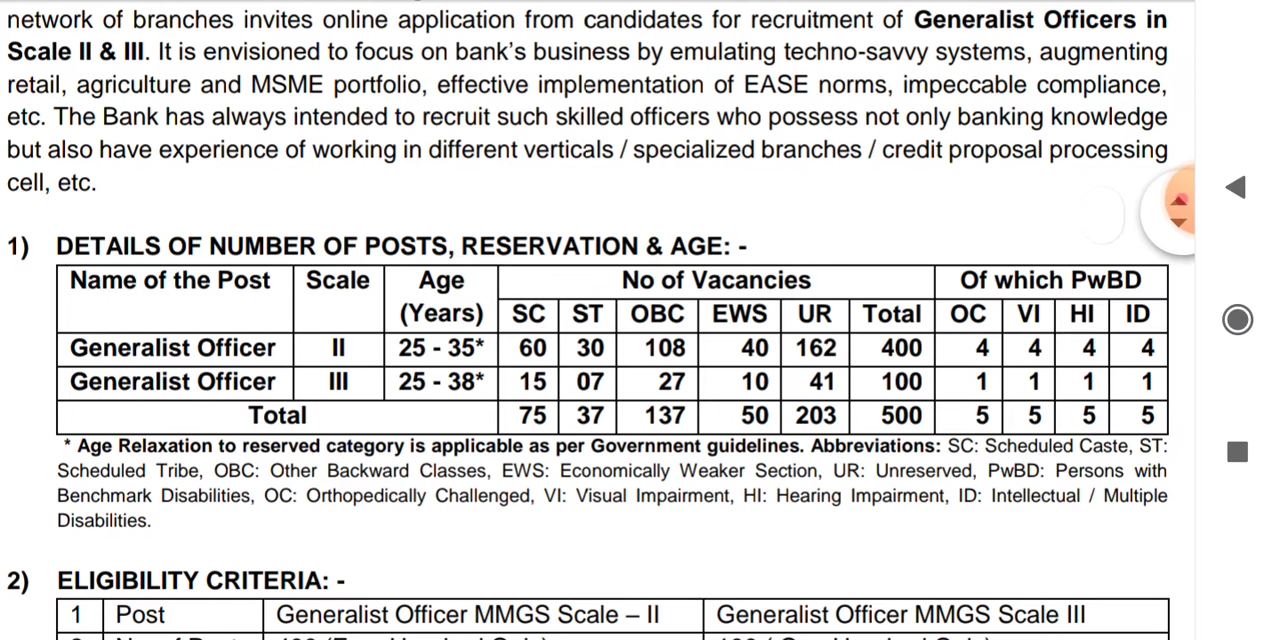 network of branches invites online application from candidates for recruitment of Generalist Officers in
Scale II & III. It is envisioned to focus on bank's business by emulating techno-savvy systems, augmenting
retail, agriculture and MSME portfolio, effective implementation of EASE norms, impeccable compliance,
etc. The Bank has always intended to recruit such skilled officers who possess not only banking knowledge
but also have experience of working in different verticals / specialized branches / credit proposal processing
cell, etc.
1) DETAILS OF NUMBER OF POSTS, RESERVATION & AGE: -
Name of the Post Scale Age No of Vacancies Of which PwBD
(Years) SC ST OBC EWS UR Total OC VI HI ID
Generalist Officer II 25 - 35* 60 30 108 40 162 400 4 4 4 4
Generalist Officer III 25 - 38* 15 07 27 10 41 100 1 1 1 1
Total 75 37 137 50 203 500 5 5 5 5
* Age Relaxation to reserved category is applicable as per Government guidelines. Abbreviations: SC: Scheduled Caste, ST:
Scheduled Tribe, OBC: Other Backward Classes, EWS: Economically Weaker Section, UR: Unreserved, PwBD: Persons with
Benchmark Disabilities, OC: Orthopedically Challenged, VI: Visual Impairment, HI: Hearing Impairment, ID: Intellectual / Multiple
Disabilities.
2) ELIGIBILITY CRITERIA: -
1 Post Generalist Officer MMGS Scale – II Generalist Officer MMGS Scale III